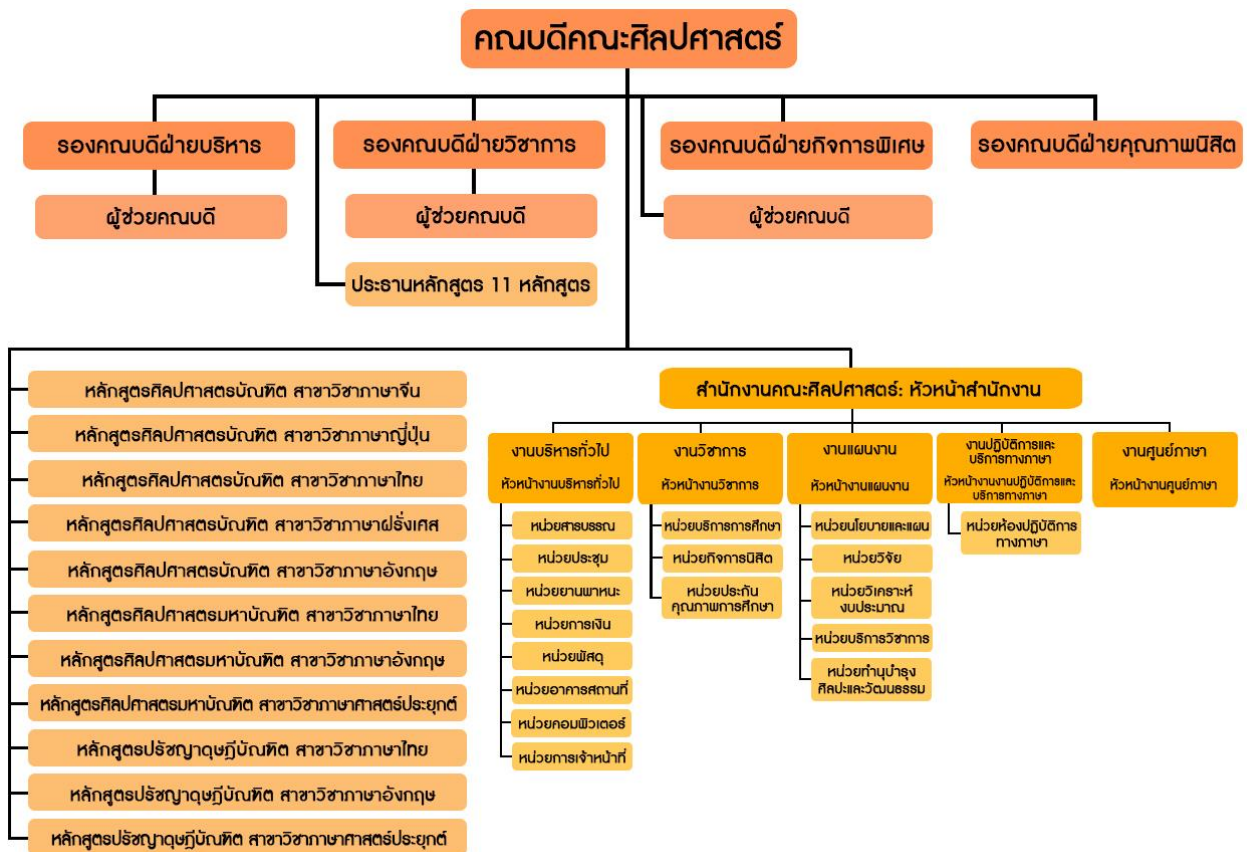 คณบดีคณะศิลปศาสตร์
รองคณบดีฝ่ายบริหาร
รองคณบดีฝ่ายวิชาการ
รองคณบดีฝ่ายกิจการพิเศษ
รองคณบดีฝ่ายคุณภาพนิสิต
ผู้ช่วยคณบดี
ผู้ช่วยคณบดี
ผู้ช่วยคณบดี
ประธานหลักสูตร 11 หลักสูตร
หลักสูตรศิลปศาสตรบัณฑิต สาขาวิชาภาษาจีน
หลักสูตรศิลปศาสตรบัณฑิต สาขาวิชาภาษาญี่ปุ่น
หลักสูตรศิลปศาสตรบัณฑิต สาขาวิชาภาษาไทย
หลักสูตรศิลปศาสตรบัณฑิต สาขาวิชาภาษาฝรั่งเศส
หลักสูตรศิลปศาสตรบัณฑิต สาขาวิชาภาษาอังกฤษ
หลักสูตรศิลปศาสตรมหาบัณฑิต สาขาวิชาภาษาไทย
หลักสูตรศิลปศาสตรมหาบัณฑิต สาขาวิชาภาษาอังกฤษ
หลักสูตรศิลปศาสตรมหาบัณฑิต สาขาวิชาภาษาศาสตร์ประยุกต์
หลักสูตรปรัชญาดุษฎีบัณฑิต สาขาวิชาภาษาไทย
หลักสูตรปรัชญาดุษฎีบัณฑิต สาขาวิชาภาษาอังกฤษ
หลักสูตรปรัชญาดุษฎีบัณฑิต สาขาวิชาภาษาศาสตร์ประยุกต์
สำนักงานคณะศิลปศาสตร์: หัวหน้าสำนักงาน
งานบริหารทั่วไป
หัวหน้างานบริหารทั่วไป
หน่วยสารบรรณ
หน่วยประชุม
หน่วยยานพาหนะ
หน่วยการเงิน
หน่วยพัสดุ
หน่วยอาคารสถานที่
หน่วยคอมพิวเตอร์
หน่วยการเจ้าหน้าที่
งานวิชาการ
หัวหน้างานวิชาการ
หน่วยบริการการศึกษา
หน่วยกิจการนิสิต
หน่วยประกัน
คุณภาพการศึกษา
งานแผนงาน
หัวหน้างานแผนงาน
หน่วยนโยบายและแผน
หน่วยวิจัย
หน่วยวิเคราะห์
งบประมาณ
หน่วยบริการวิชาการ
หน่วยทำนุบำรุง
ศิลปะและวัฒนธรรม
งานปฏิบัติการและ
บริการทางภาษา
หัวหน้างานงานปฏิบัติการและ
บริการทางภาษา
หน่วยห้องปฏิบัติการ
ทางภาษา
งานศูนย์ภาษา
หัวหน้างานศูนย์ภาษา